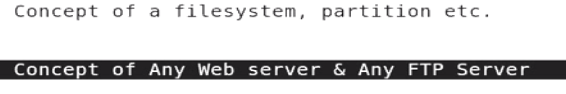 Concept of a filesystem, partition etc.
Concept of Any Web server & Any FTP Server